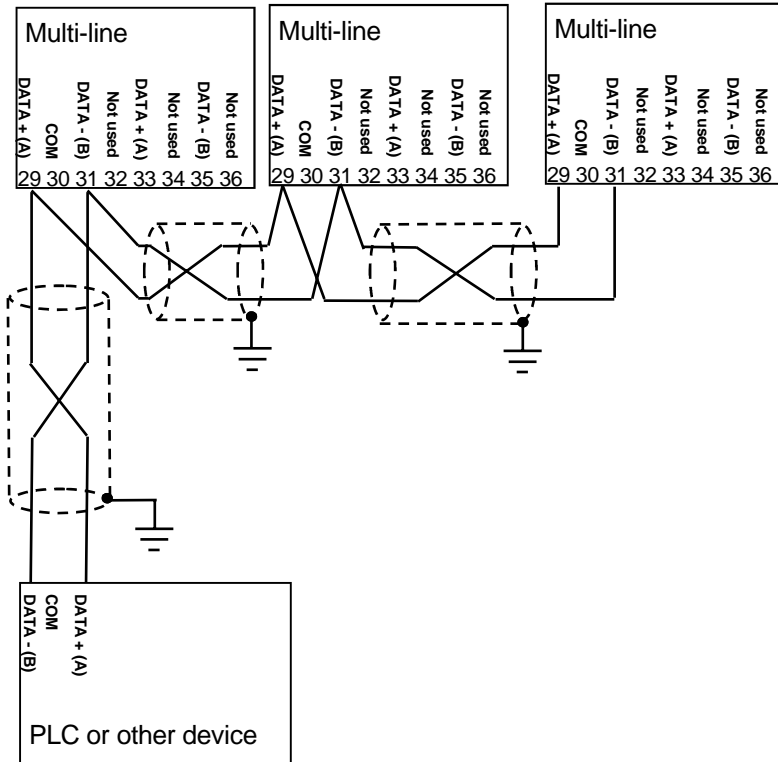 Multi-line
DATA + (A)
COM
DATA - (B)
Not used
DATA + (A)
Not used
DATA - (B)
Not used
29 30 31 32 33 34 35 36
Multi-line
DATA + (A)
COM
DATA - (B)
Not used
DATA + (A)
Not used
DATA - (B)
Not used
29 30 31 32 33 34 35 36
Multi-line
DATA + (A)
COM
DATA - (B)
Not used
DATA + (A)
Not used
DATA - (B)
Not used
29 30 31 32 33 34 35 36
DATA - (B)
COM
DATA + (A)
PLC or other device